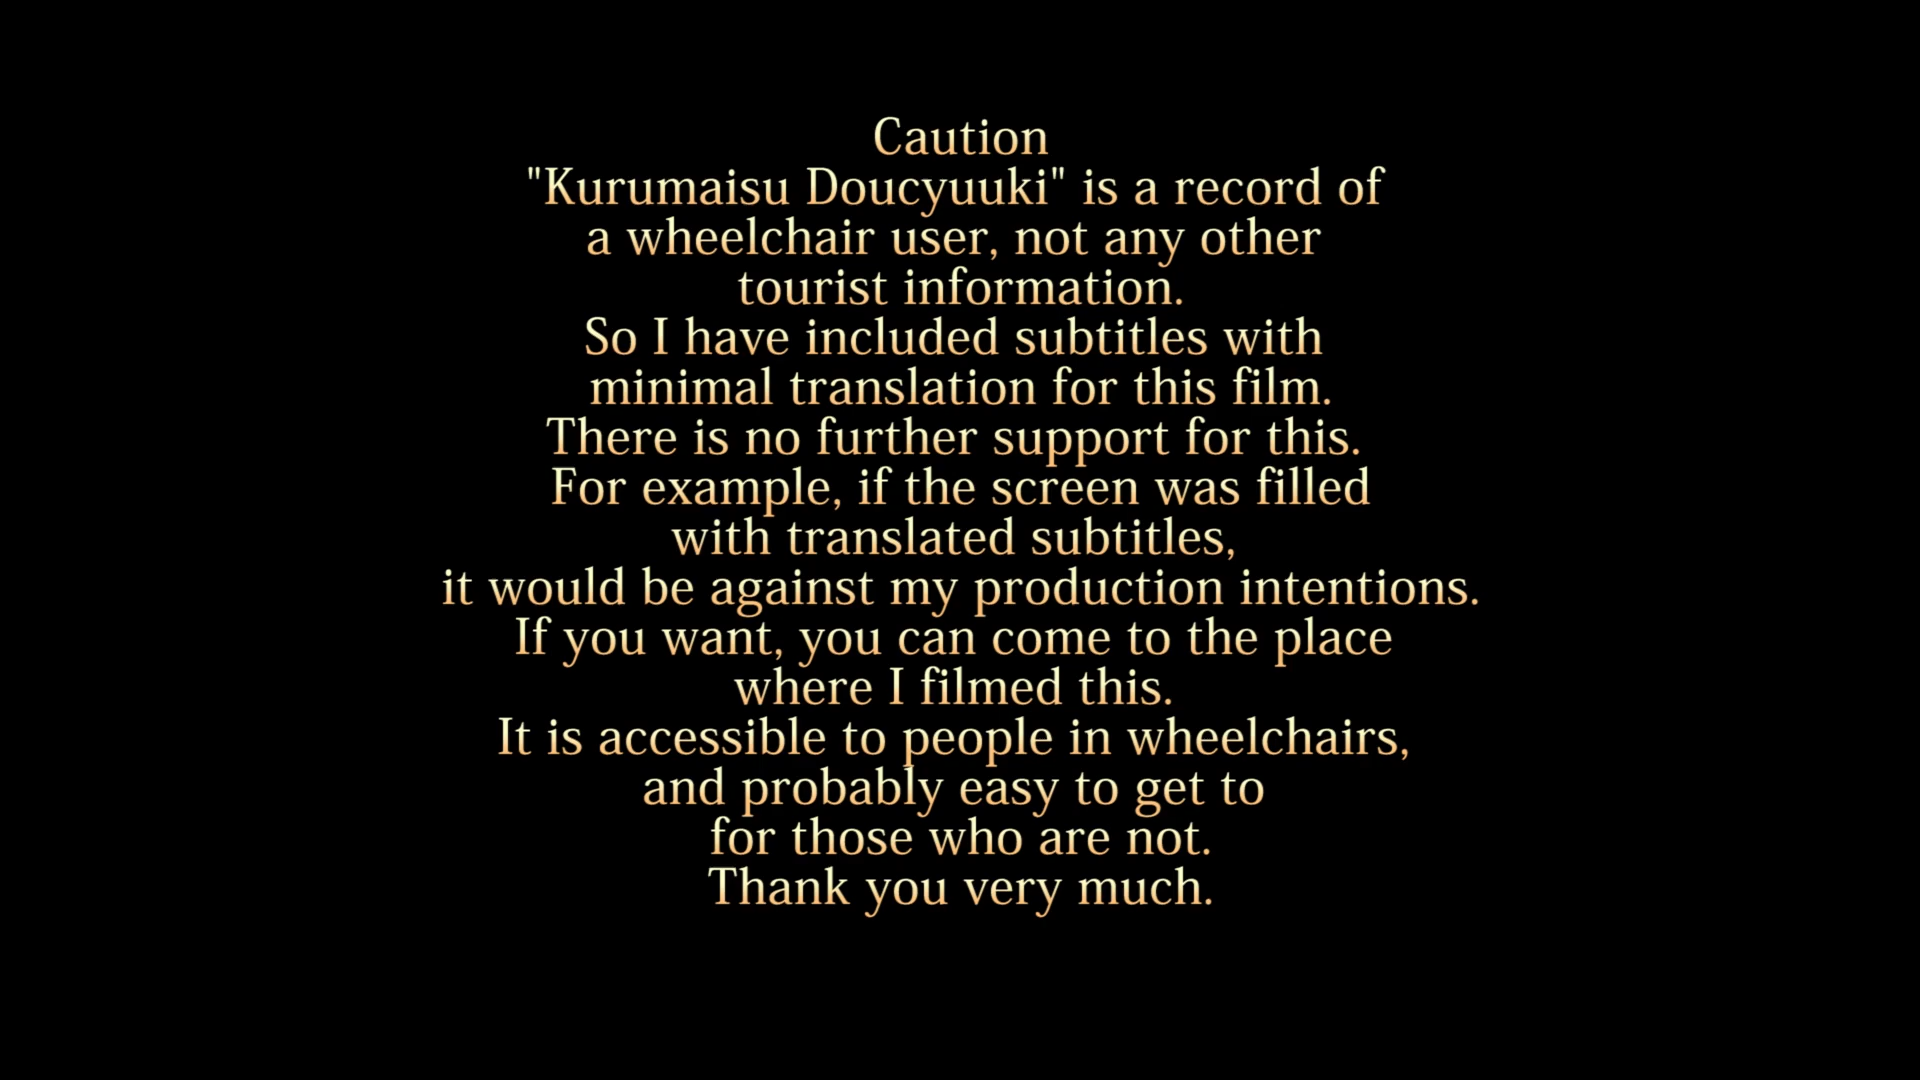 Caution
"Kurumaisu Doucyuuki" is a record of
a wheelchair user, not any other
tourist information.
So I have included subtitles with
minimal translation for this film.
There is no further support for this.
For example, if the screen was filled
with translated subtitles,
it would be against my production intentions.
If you want, you can come to the place
where I filmed this.
It is accessible to people in wheelchairs,
and probably easy to get to
for those who are not.
Thank you very much.